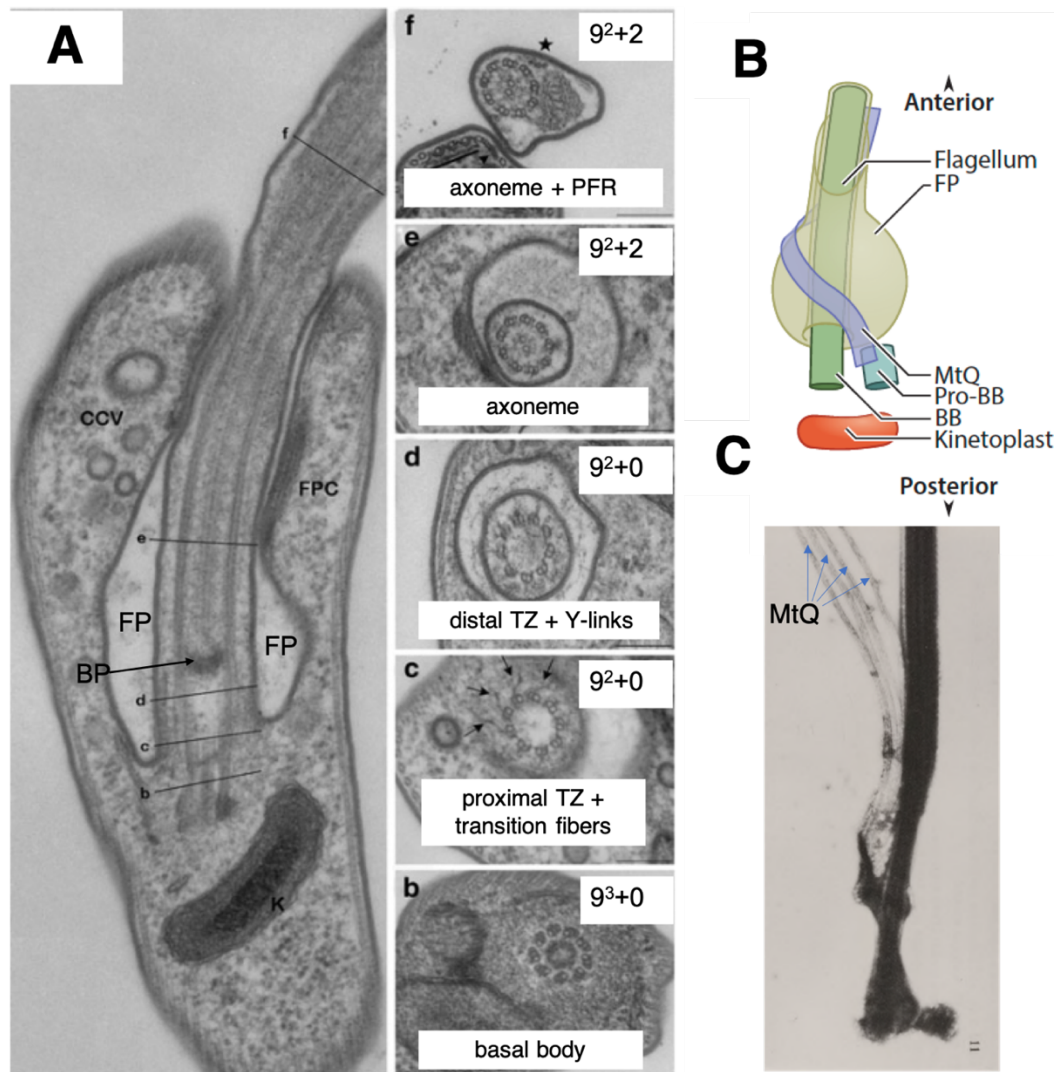 A
f
CCV
FPC
e
FP
FP
BP
d
c
b
K
f
9²+2
axoneme + PFR
e
9²+2
axoneme
d
9²+0
distal TZ + Y-links
c
9²+0
proximal TZ +
transition fibers
b
9³+0
basal body
B
Anterior
Flagellum
FP
MtQ
Pro-BB
BB
Kinetoplast
Posterior
C
MtQ